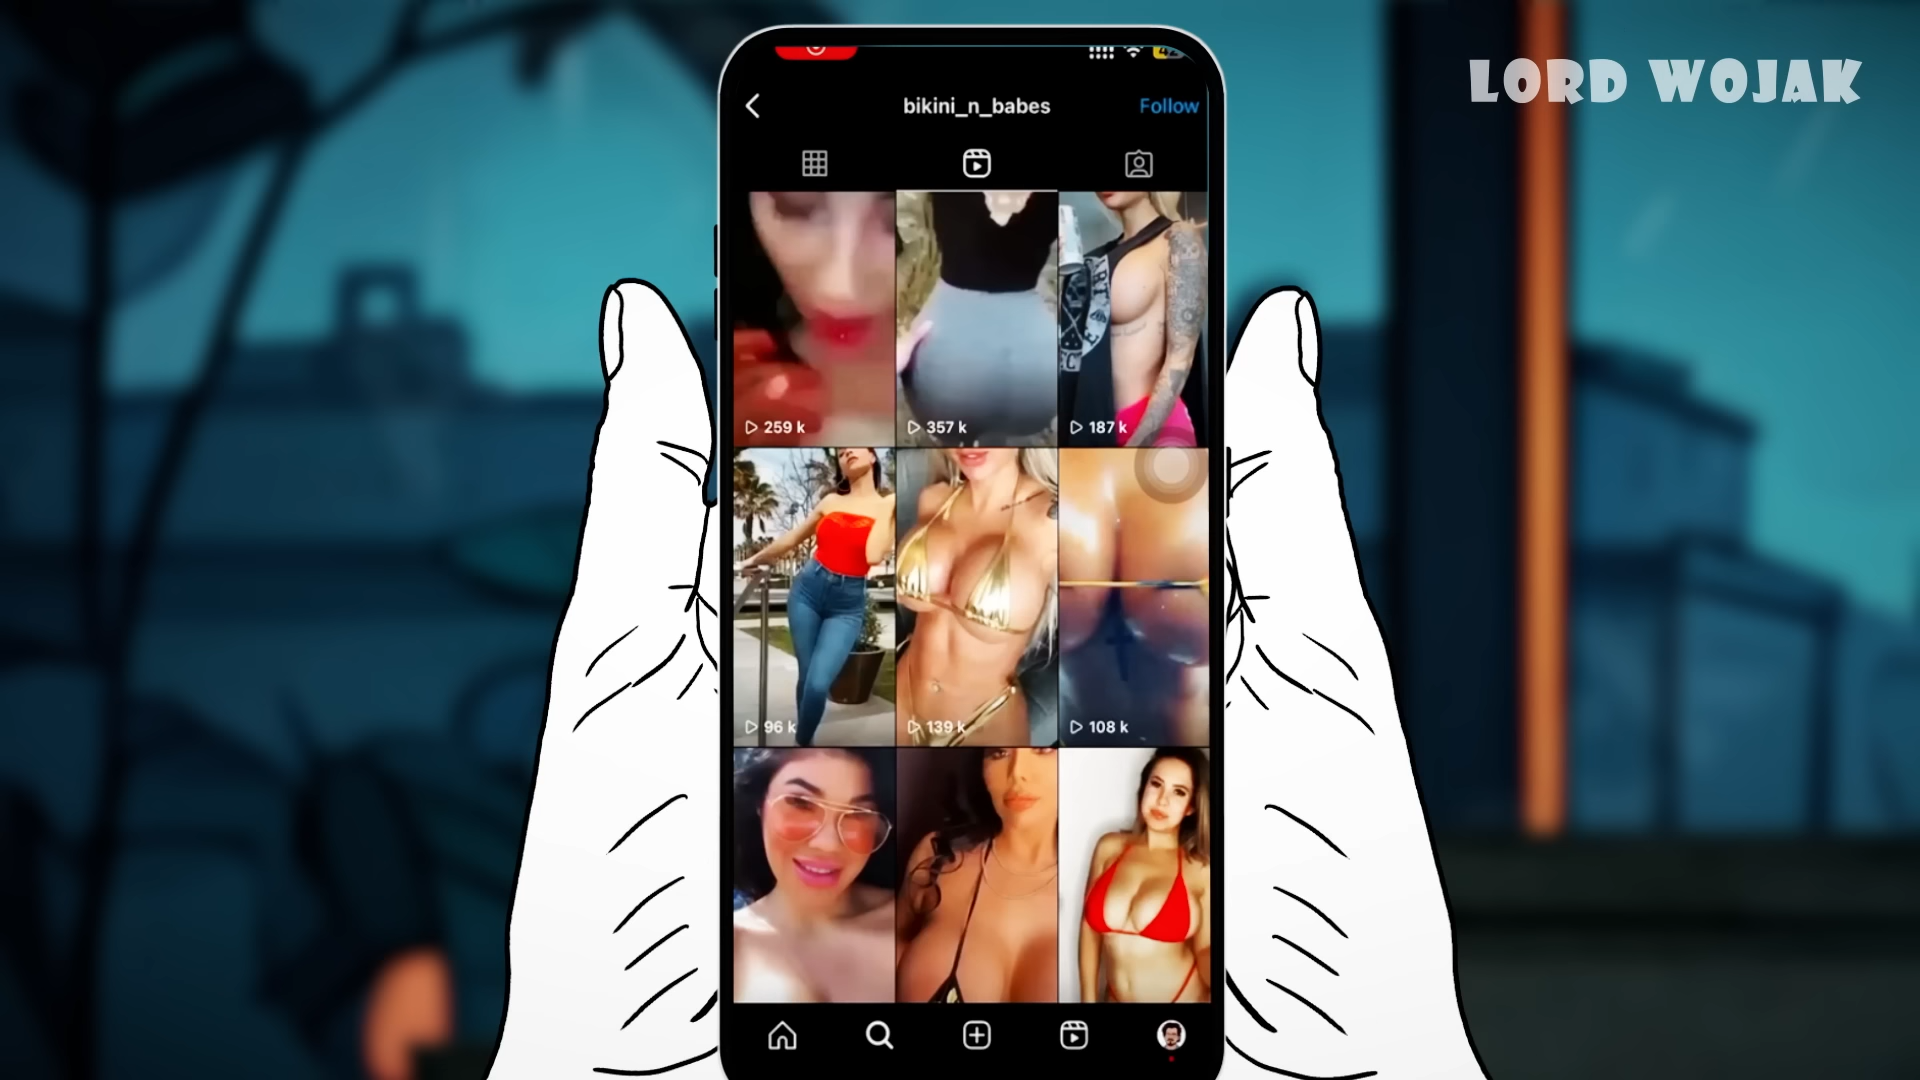 LORD WOJAK
bikini_n_babes
Follow
259 k
357 k
187 k
96 k
139 k
108 k